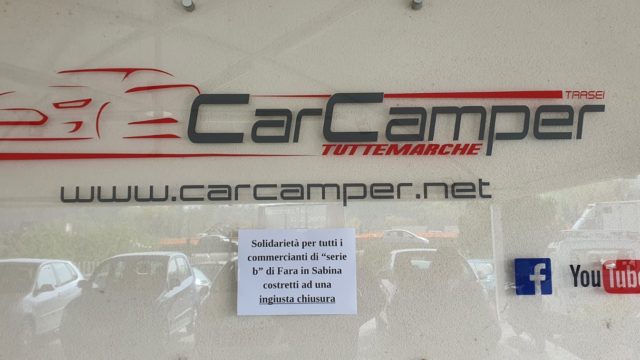 CarCamper
TRASEI
TUTTEMARCHE
www.carcamper.net
Solidarietà per tutti i
commercianti di “serie
b” di Fara in Sabina
costretti ad una
ingiusta chiusura
f
YouTube